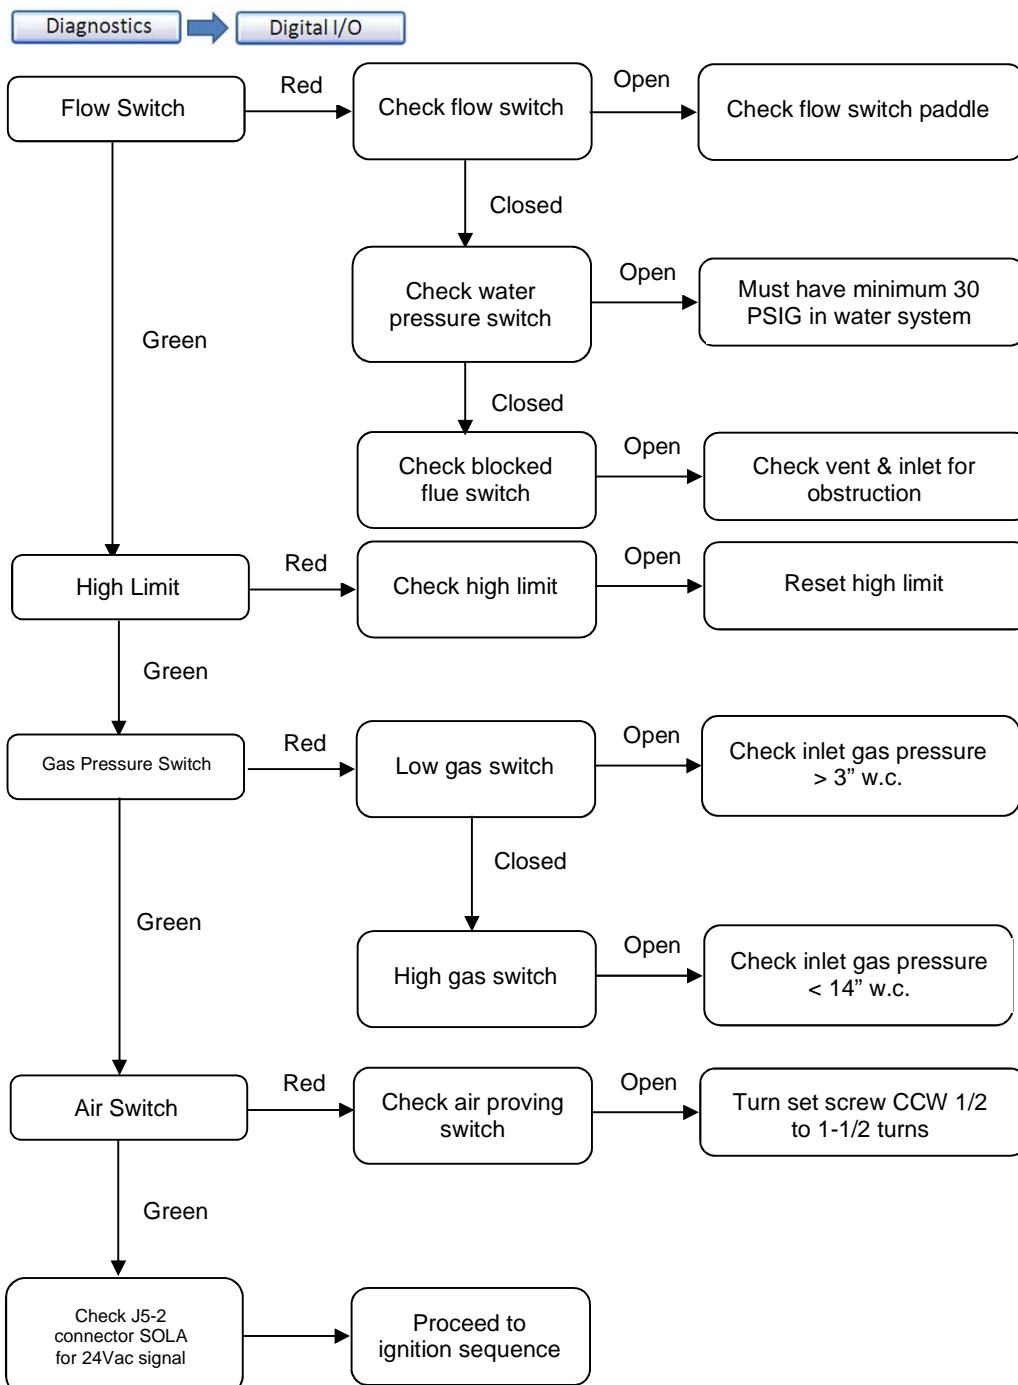 Diagnostics
Digital I/O
Flow Switch
Red
Check flow switch
Open
Check flow switch paddle
Closed
Green
Check water
pressure switch
Open
Must have minimum 30
PSIG in water system
Closed
Check blocked
flue switch
Open
Check vent & inlet for
obstruction
High Limit
Red
Check high limit
Open
Reset high limit
Green
Gas Pressure Switch
Red
Low gas switch
Open
Check inlet gas pressure
> 3” w.c.
Closed
Green
High gas switch
Open
Check inlet gas pressure
< 14” w.c.
Air Switch
Red
Check air proving
switch
Open
Turn set screw CCW 1/2
to 1-1/2 turns
Green
Check J5-2
connector SOLA
for 24Vac signal
Proceed to
ignition sequence